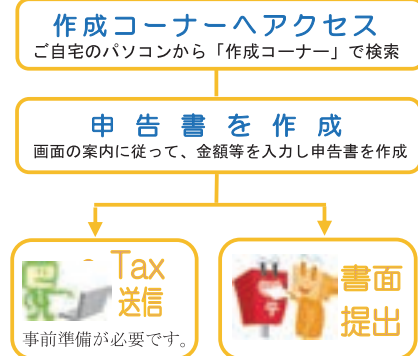 作成コーナーへアクセス
ご自宅のパソコンから「作成コーナー」で検索
申告書を作成
画面の案内に従って、金額等を入力し申告書を作成
Tax
送信
事前準備が必要です。
書面
提出